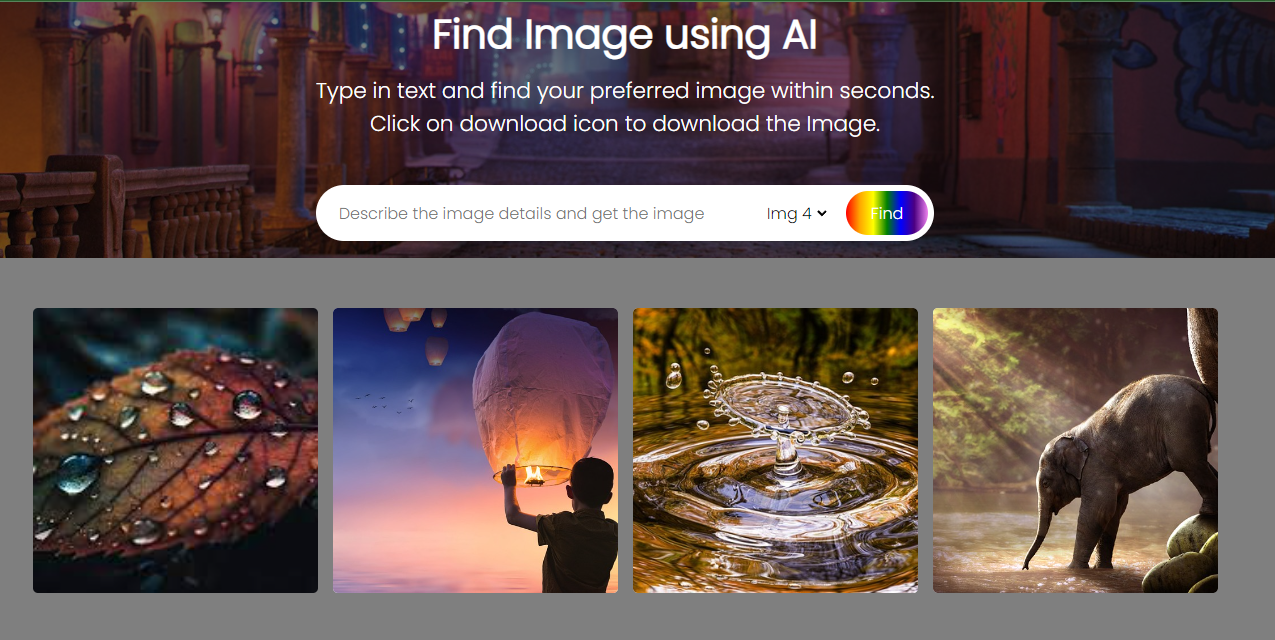 Find Image using AI
Type in text and find your preferred image within seconds.
Click on download icon to download the Image.
Describe the image details and get the image
Img 4
Find